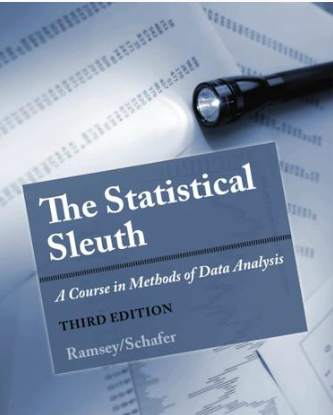 The Statistical
Sleuth
A Course in Methods of Data Analysis
THIRD EDITION
Ramsey/Schafer